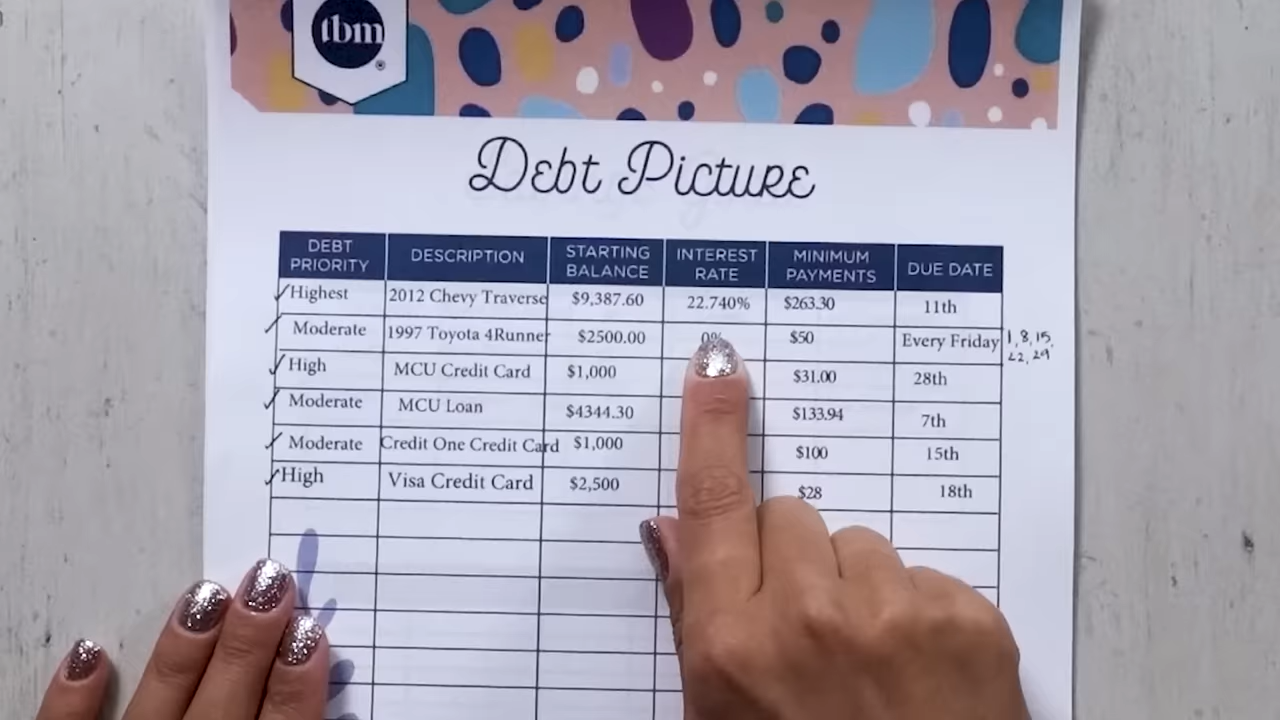 tbm
Debt Picture
DEBT PRIORITY DESCRIPTION STARTING BALANCE INTEREST RATE MINIMUM PAYMENTS DUE DATE
Highest 2012 Chevy Traverse $9,387.60 22.740% $263.30 11th
Moderate 1997 Toyota 4Runner $2500.00 0% $50 Every Friday 1, 8, 15, 22, 29
High MCU Credit Card $1,000 $31.00 28th
Moderate MCU Loan $4344.30 $133.94 7th
Moderate Credit One Credit Card $1,000 $100 15th
High Visa Credit Card $2,500 $28 18th